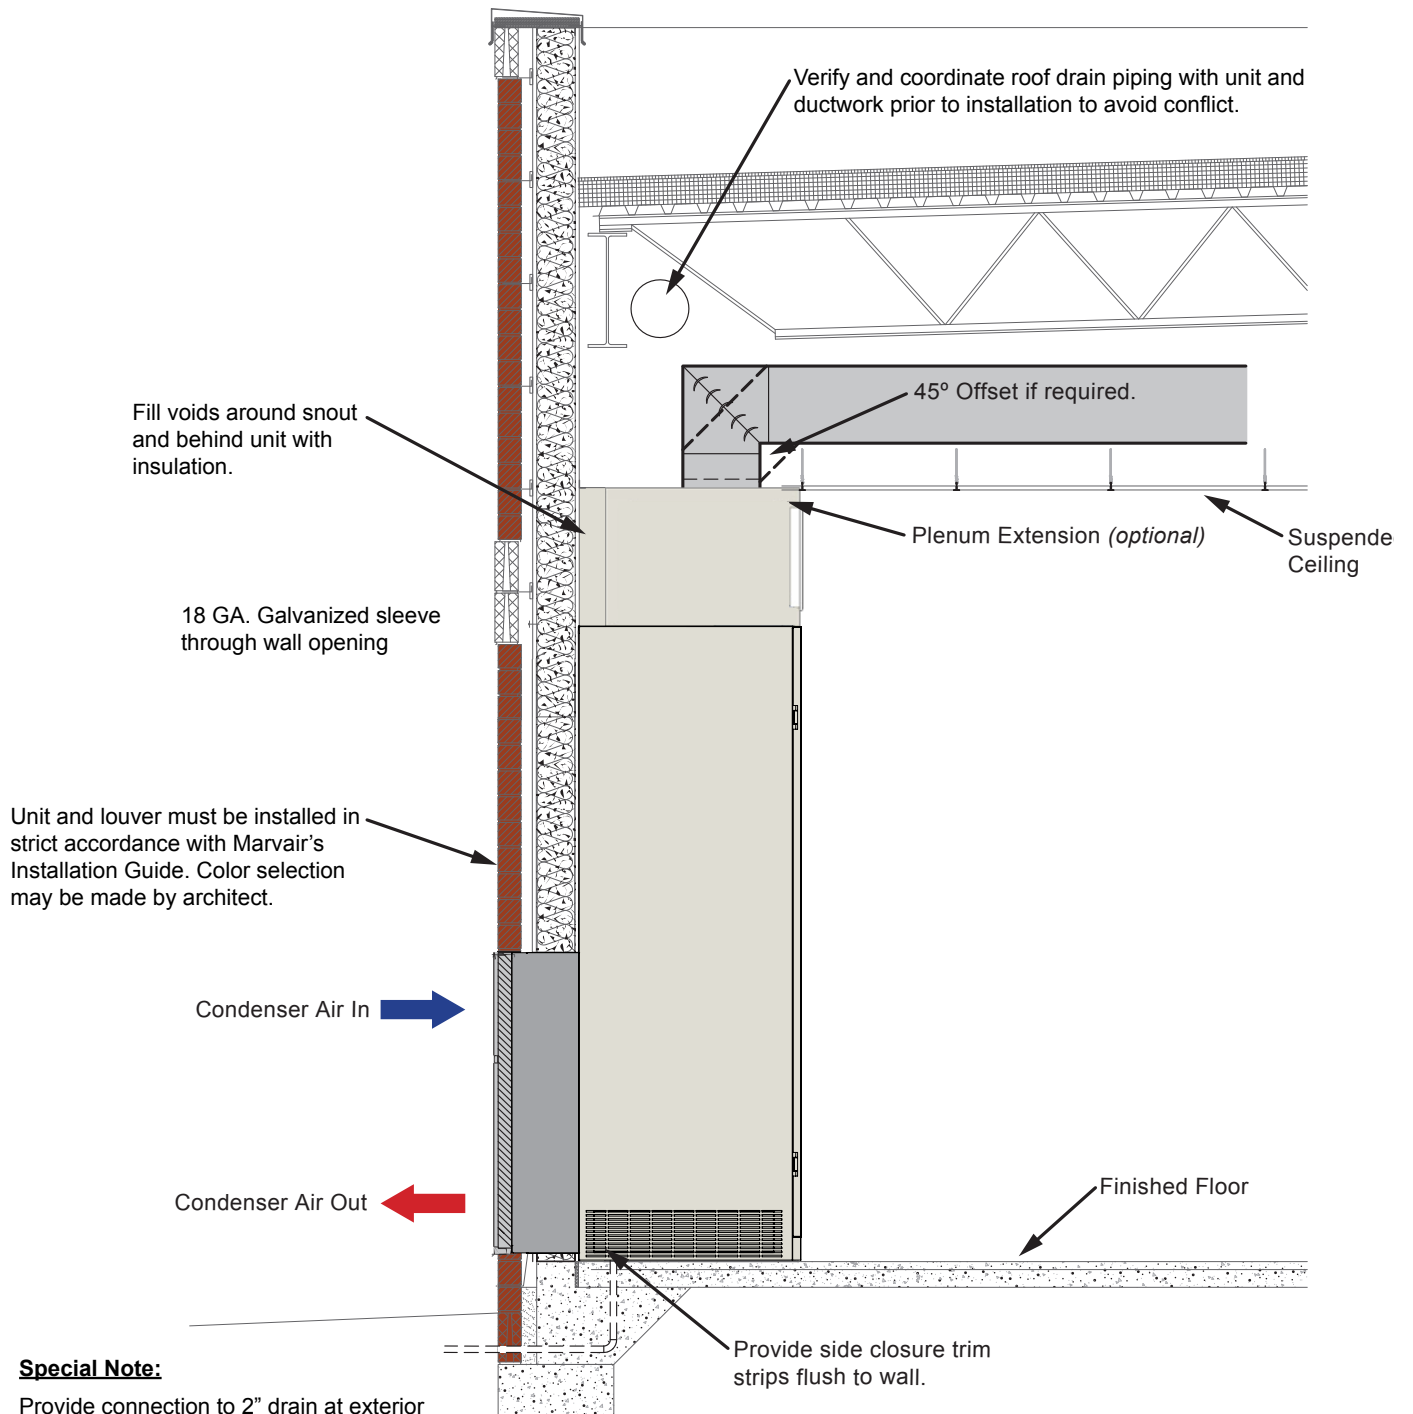 Verify and coordinate roof drain piping with unit and
ductwork prior to installation to avoid conflict.
45º Offset if required.
Fill voids around snout
and behind unit with
insulation.
Plenum Extension (optional)
Suspende
Ceiling
18 GA. Galvanized sleeve
through wall opening
Unit and louver must be installed in
strict accordance with Marvair’s
Installation Guide. Color selection
may be made by architect.
Condenser Air In
Condenser Air Out
Finished Floor
Provide side closure trim
strips flush to wall.
Special Note:
Provide connection to 2” drain at exterior